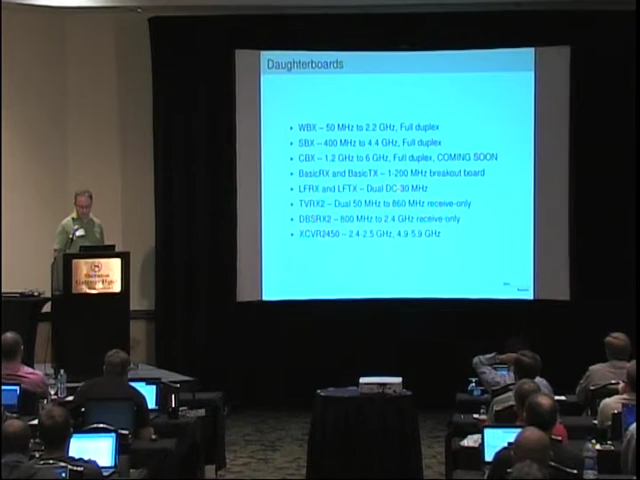 Daughterboards
• WBX – 50 MHz to 2.2 GHz, Full duplex
• SBX – 400 MHz to 4.4 GHz, Full duplex
• CBX – 1.2 GHz to 6 GHz, Full duplex, COMING SOON
• BasicRX and BasicTX – 1-200 MHz breakout board
• LFRX and LFTX – Dual DC-30 MHz
• TVRX2 – Dual 50 MHz to 860 MHz receive-only
• DBSRX2 – 800 MHz to 2.4 GHz receive-only
• XCVR2450 – 2.4-2.5 GHz, 4.9-5.9 GHz
Sheraton